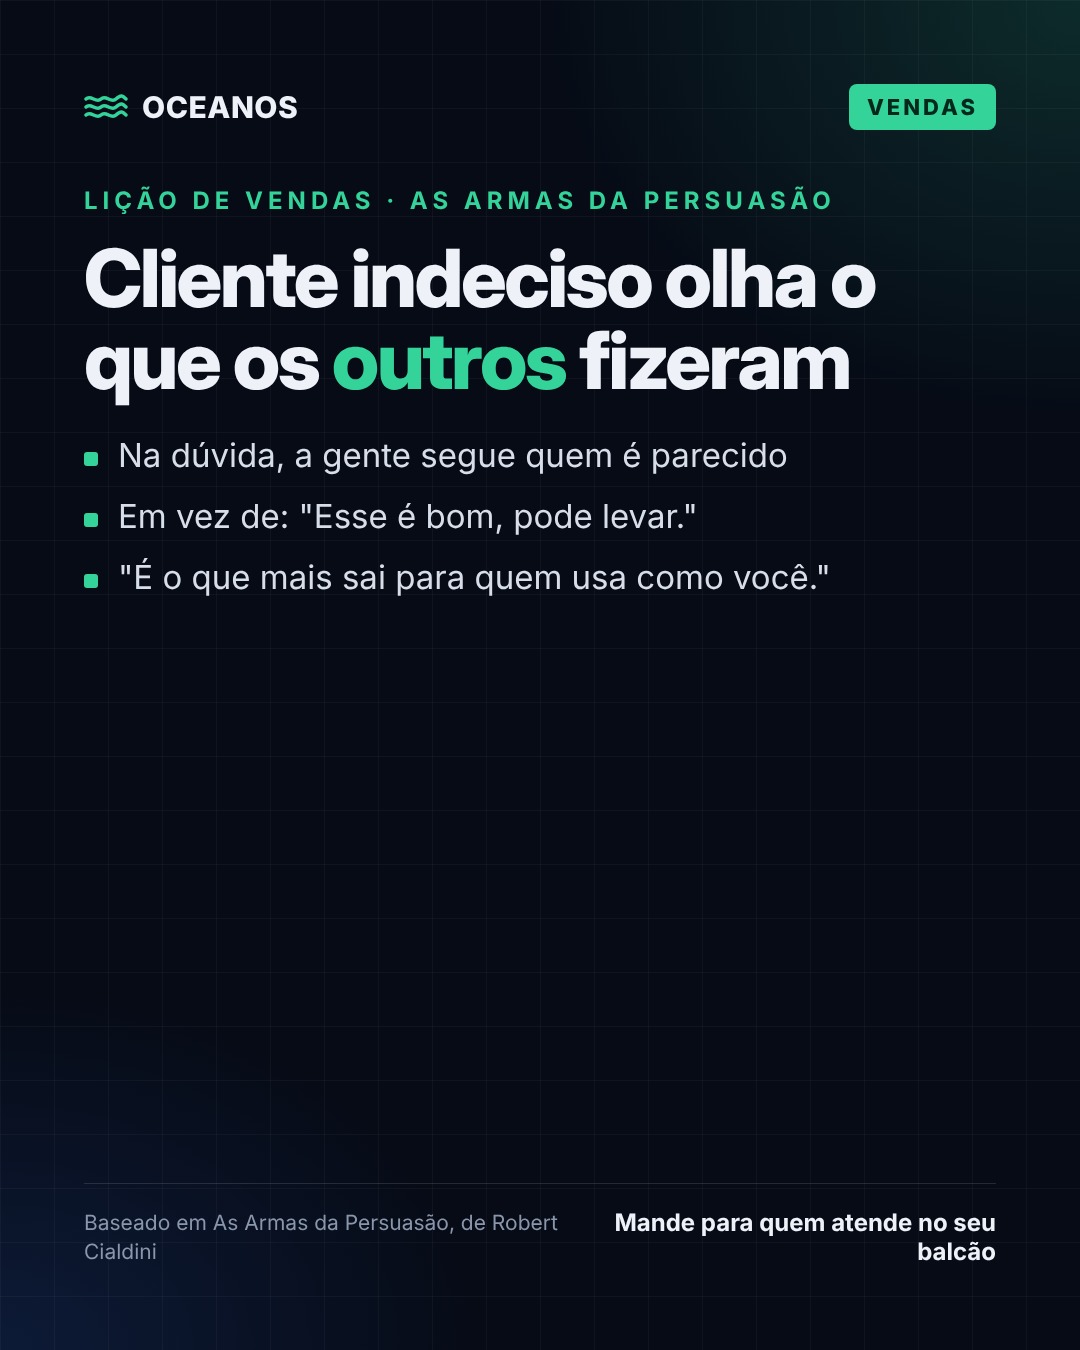 OCEANOS
VENDAS
LIÇÃO DE VENDAS · AS ARMAS DA PERSUASÃO
Cliente indeciso olha o
que os outros fizeram
Na dúvida, a gente segue quem é parecido
Em vez de: "Esse é bom, pode levar."
"É o que mais sai para quem usa como você."
Baseado em As Armas da Persuasão, de Robert
Cialdini
Mande para quem atende no seu
balcão